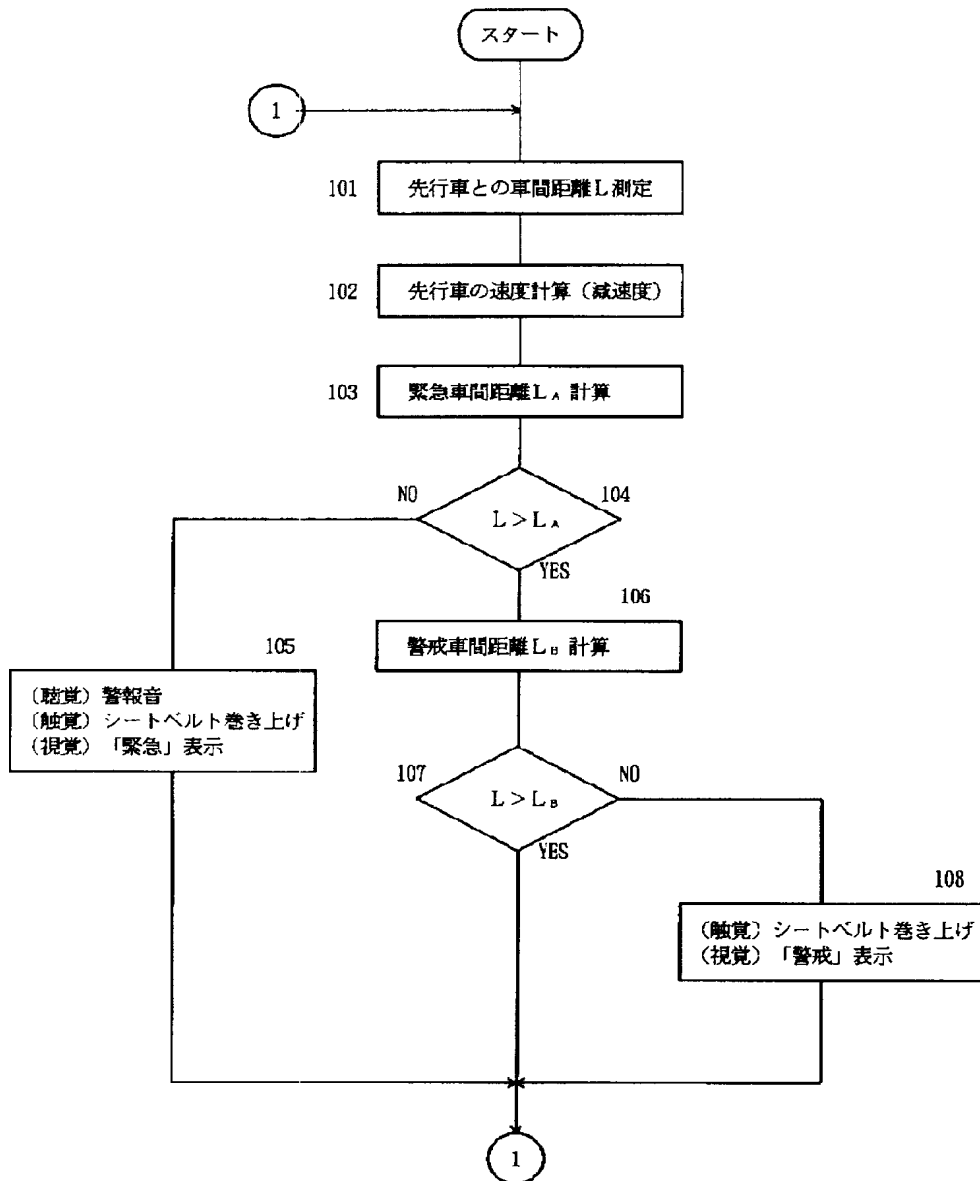 スタート
1
101
先行車との車間距離L測定
102
先行車の速度計算（減速度）
103
緊急車間距離LA計算
NO
104
L＞LA
YES
106
105
警戒車間距離LB計算
（聴覚）警報音
（触覚）シートベルト巻き上げ
（視覚）「緊急」表示
107
NO
L＞LB
YES
108
（触覚）シートベルト巻き上げ
（視覚）「警戒」表示
1